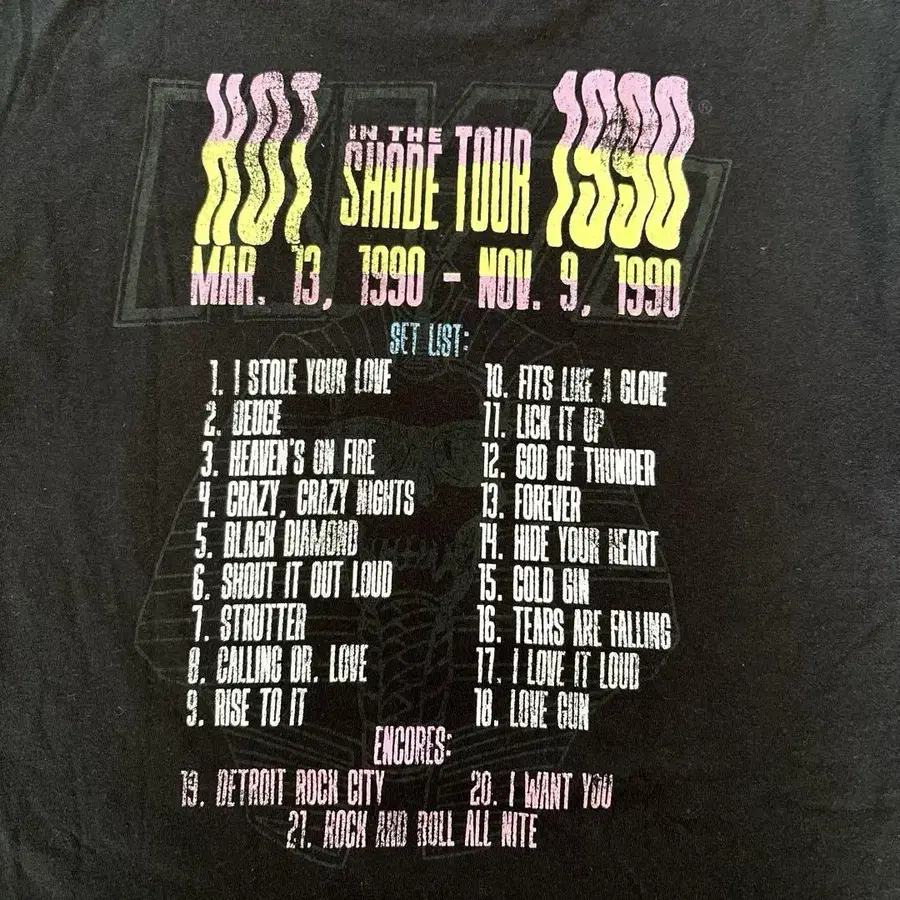 HOT IN THE SHADE TOUR 1990
MAR. 13, 1990 - NOV. 9, 1990
SET LIST:
1. I STOLE YOUR LOVE
2. DEUCE
3. HEAVEN'S ON FIRE
4. CRAZY, CRAZY NIGHTS
5. BLACK DIAMOND
6. SHOUT IT OUT LOUD
7. STRUTTER
8. CALLING DR. LOVE
9. RISE TO IT
10. FITS LIKE A GLOVE
11. LICK IT UP
12. GOD OF THUNDER
13. FOREVER
14. HIDE YOUR HEART
15. COLD GIN
16. TEARS ARE FALLING
17. I LOVE IT LOUD
18. LOVE GUN
ENCORES:
19. DETROIT ROCK CITY
20. I WANT YOU
21. ROCK AND ROLL ALL NITE
KISS®